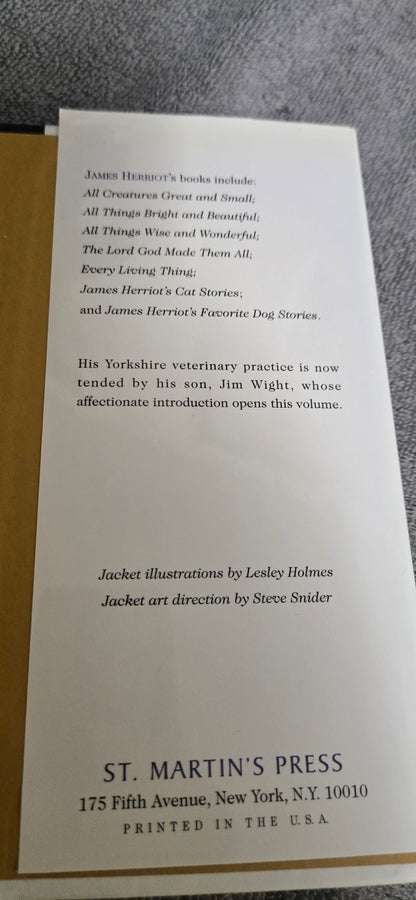 JAMES HERRIOT'S books include:
All Creatures Great and Small;
All Things Bright and Beautiful;
All Things Wise and Wonderful;
The Lord God Made Them All;
Every Living Thing;
James Herriot's Cat Stories;
and James Herriot's Favorite Dog Stories.
His Yorkshire veterinary practice is now
tended by his son, Jim Wight, whose
affectionate introduction opens this volume.
Jacket illustrations by Lesley Holmes
Jacket art direction by Steve Snider
ST. MARTIN'S PRESS
175 Fifth Avenue, New York, N.Y. 10010
PRINTED IN THE U.S.A.